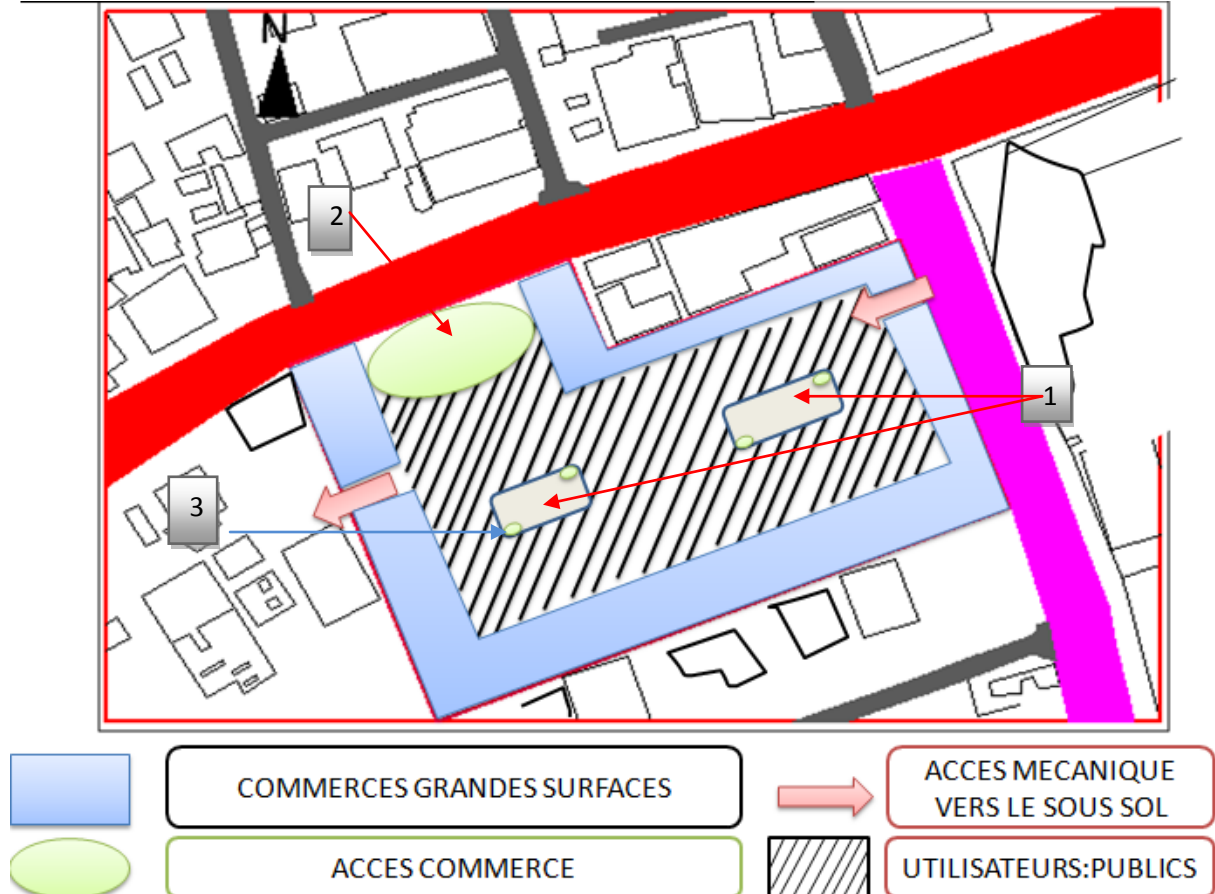 N
2
1
3
COMMERCES GRANDES SURFACES
ACCES MECANIQUE
VERS LE SOUS SOL
ACCES COMMERCE
UTILISATEURS:PUBLICS